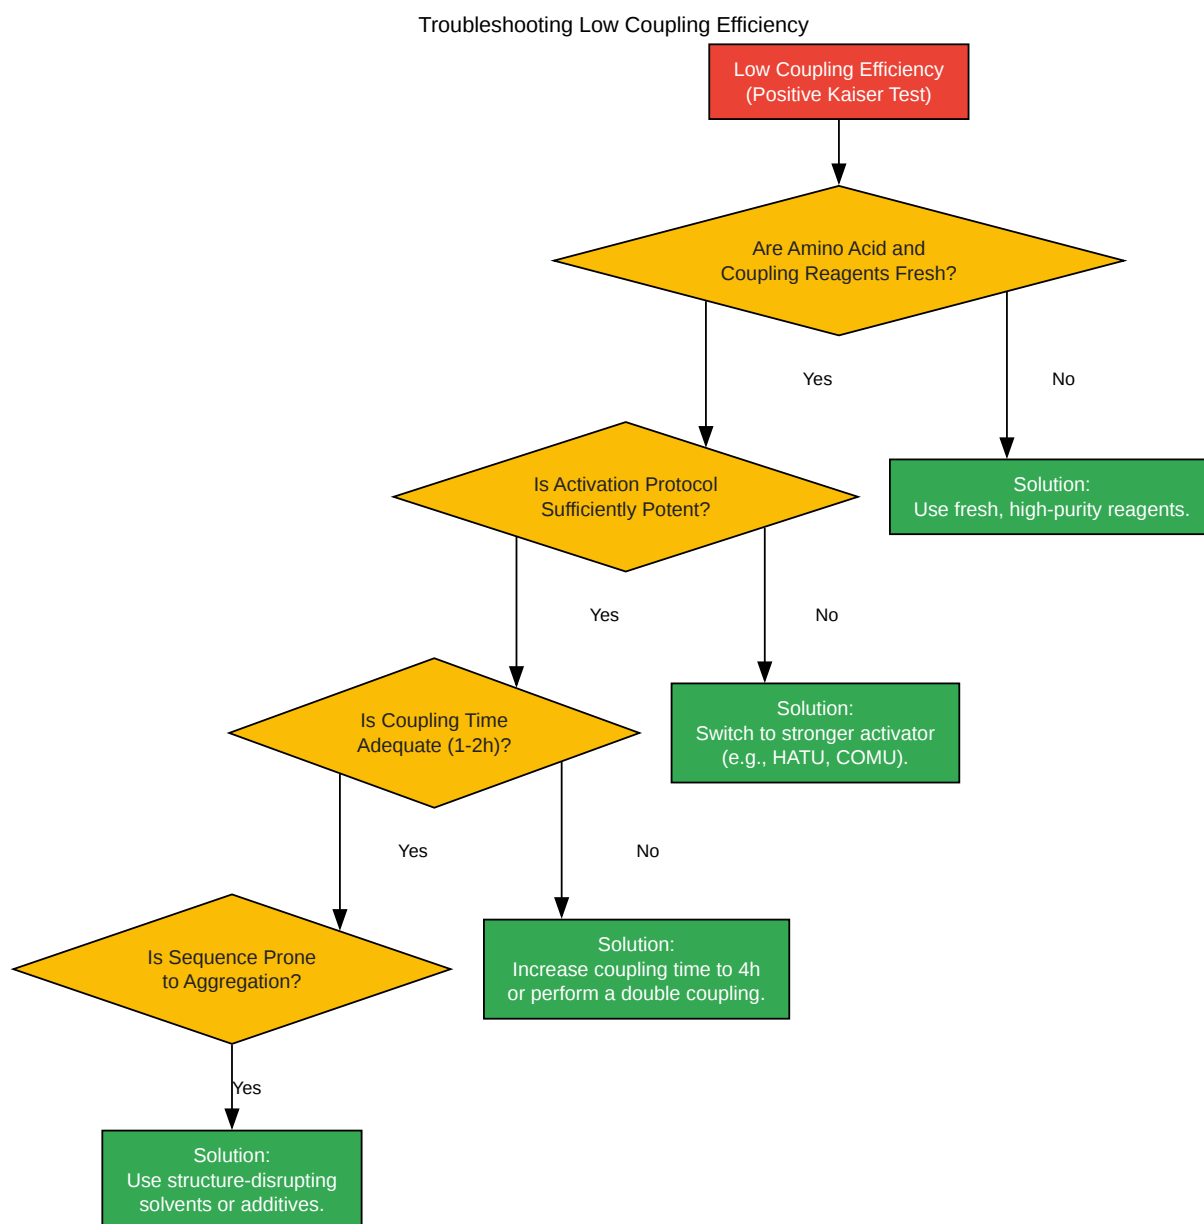 Troubleshooting Low Coupling Efficiency
Low Coupling Efficiency
(Positive Kaiser Test)
Are Amino Acid and
Coupling Reagents Fresh?
Yes
No
Is Activation Protocol
Sufficiently Potent?
Solution:
Use fresh, high-purity reagents.
Yes
No
Is Coupling Time
Adequate (1-2h)?
Solution:
Switch to stronger activator
(e.g., HATU, COMU).
Yes
No
Is Sequence Prone
to Aggregation?
Solution:
Increase coupling time to 4h
or perform a double coupling.
Yes
Solution:
Use structure-disrupting
solvents or additives.